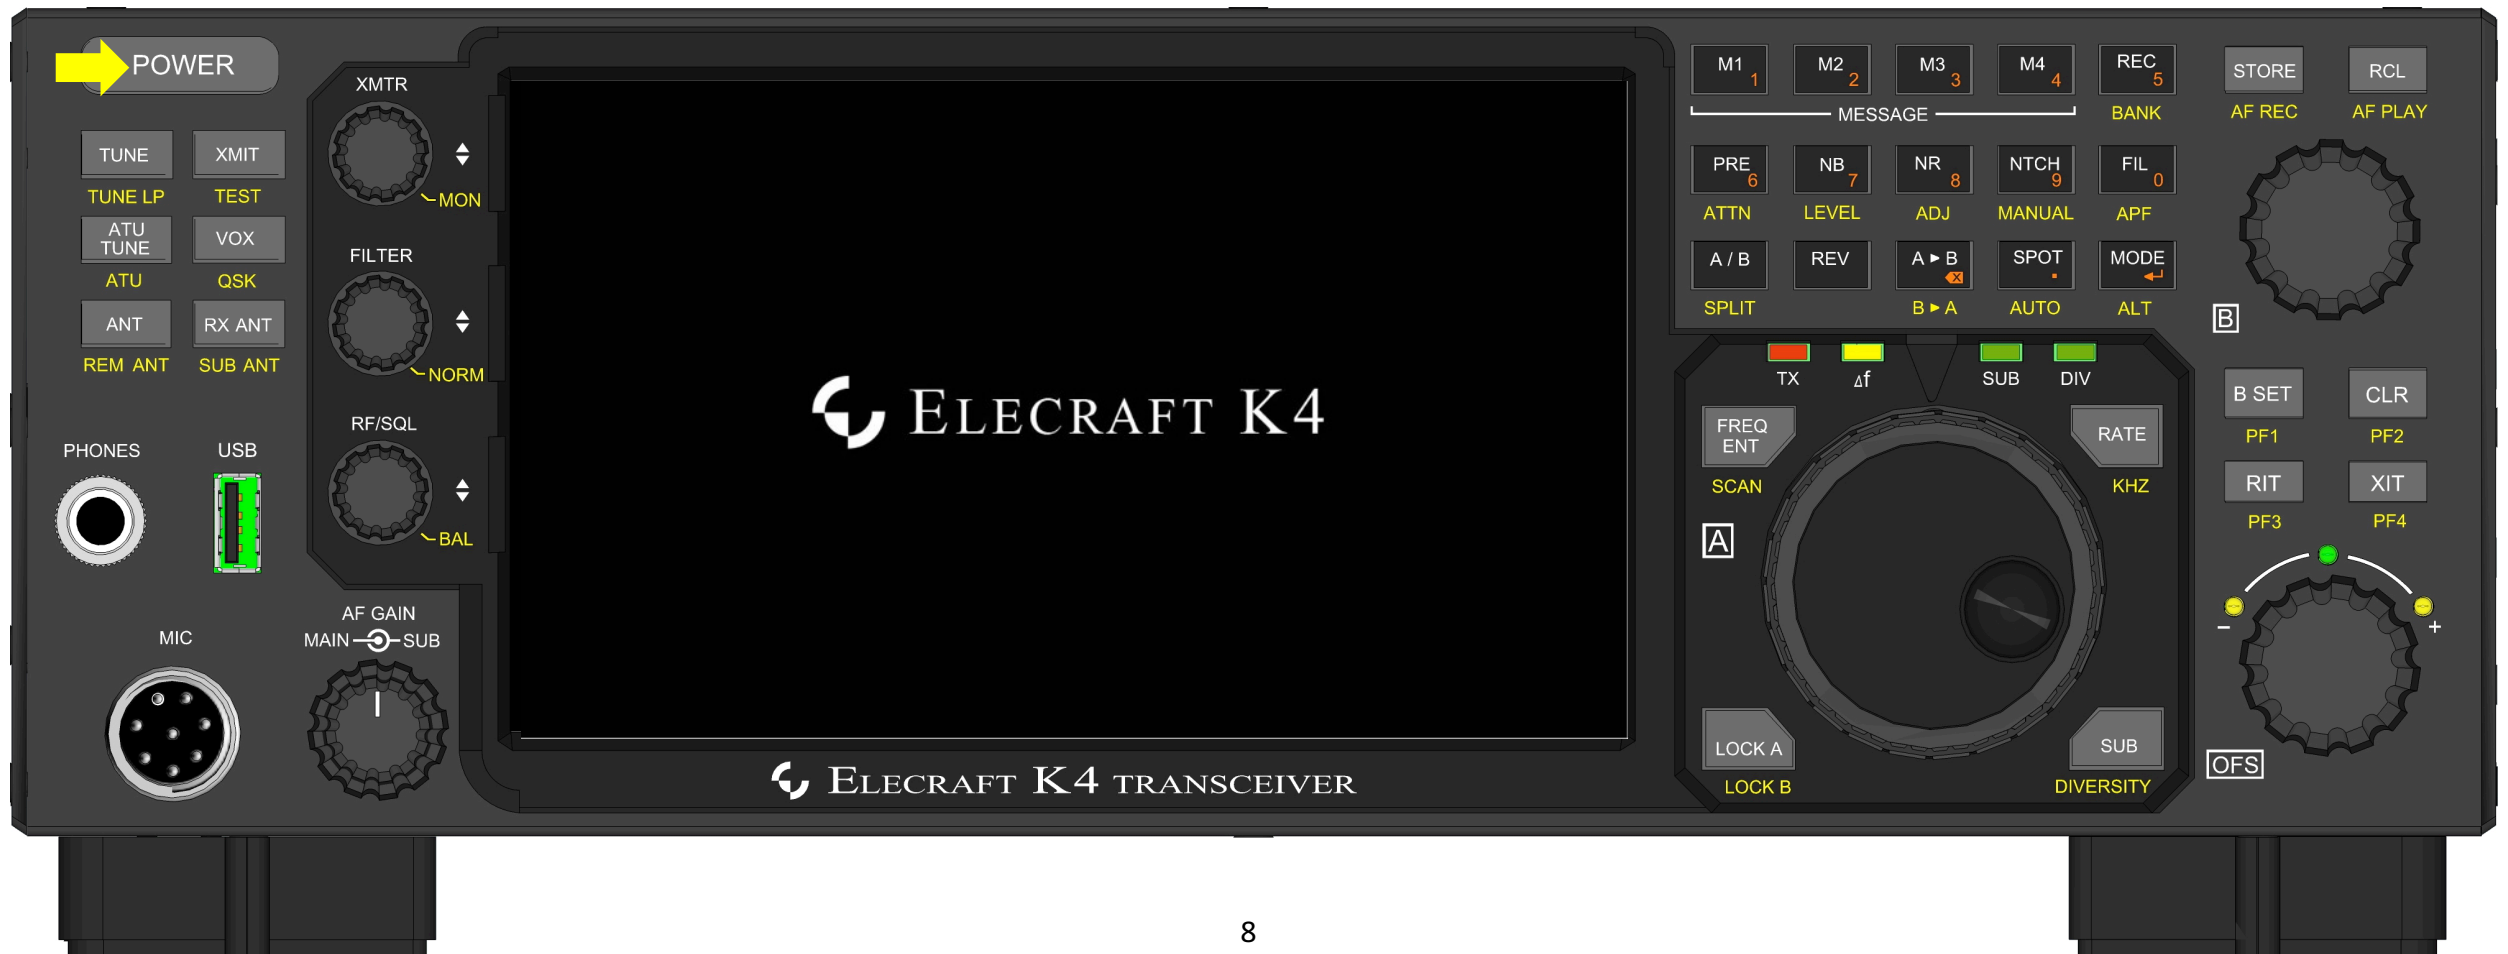 POWER
TUNE
XMIT
TUNE LP
TEST
ATU
TUNE
VOX
ATU
QSK
ANT
RX ANT
REM ANT
SUB ANT
PHONES
USB
MIC
XMTR
MON
FILTER
NORM
RF/SQL
BAL
AF GAIN
MAIN
SUB
ELECRAFT K4
ELECRAFT K4 TRANSCEIVER
M1 1
M2 2
M3 3
M4 4
REC 5
MESSAGE
BANK
PRE 6
NB 7
NR 8
NTCH 9
FIL 0
ATTN
LEVEL
ADJ
MANUAL
APF
A / B
REV
A ▸ B
SPOT .
MODE
SPLIT
B ▸ A
AUTO
ALT
TX
Δf
SUB
DIV
FREQ
ENT
RATE
SCAN
KHZ
A
LOCK A
SUB
LOCK B
DIVERSITY
STORE
RCL
AF REC
AF PLAY
B
B SET
CLR
PF1
PF2
RIT
XIT
PF3
PF4
− +
OFS
8